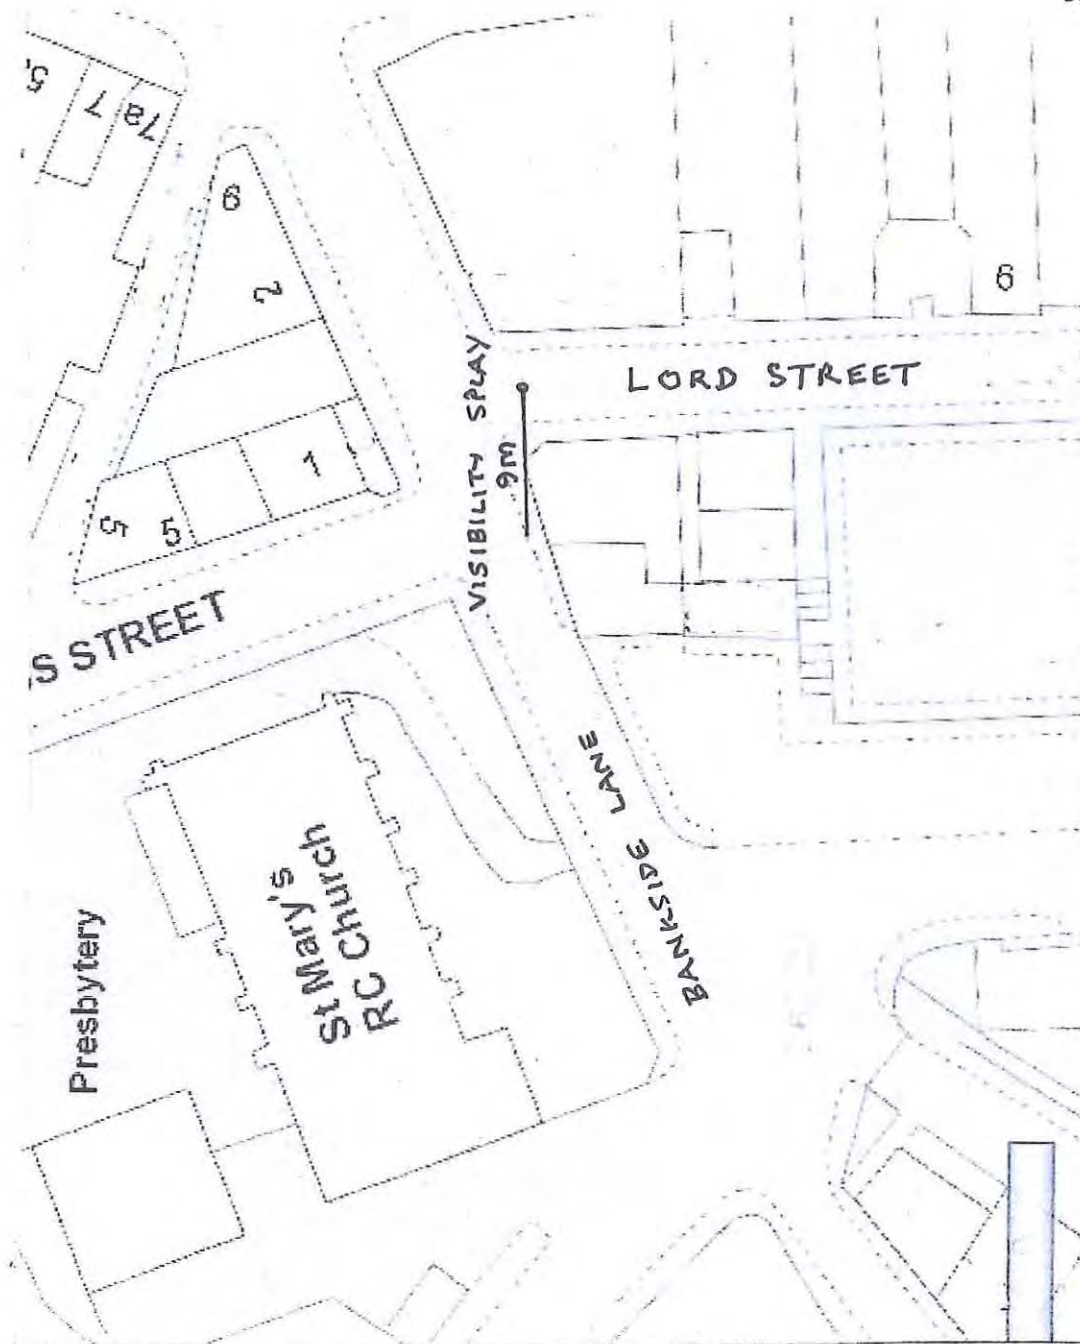 5,
7
7a
6
2
6
LORD STREET
VISIBILITY SPLAY
9M
1
5
5
S STREET
BANKSIDE LANE
St Mary's
RC Church
Presbytery